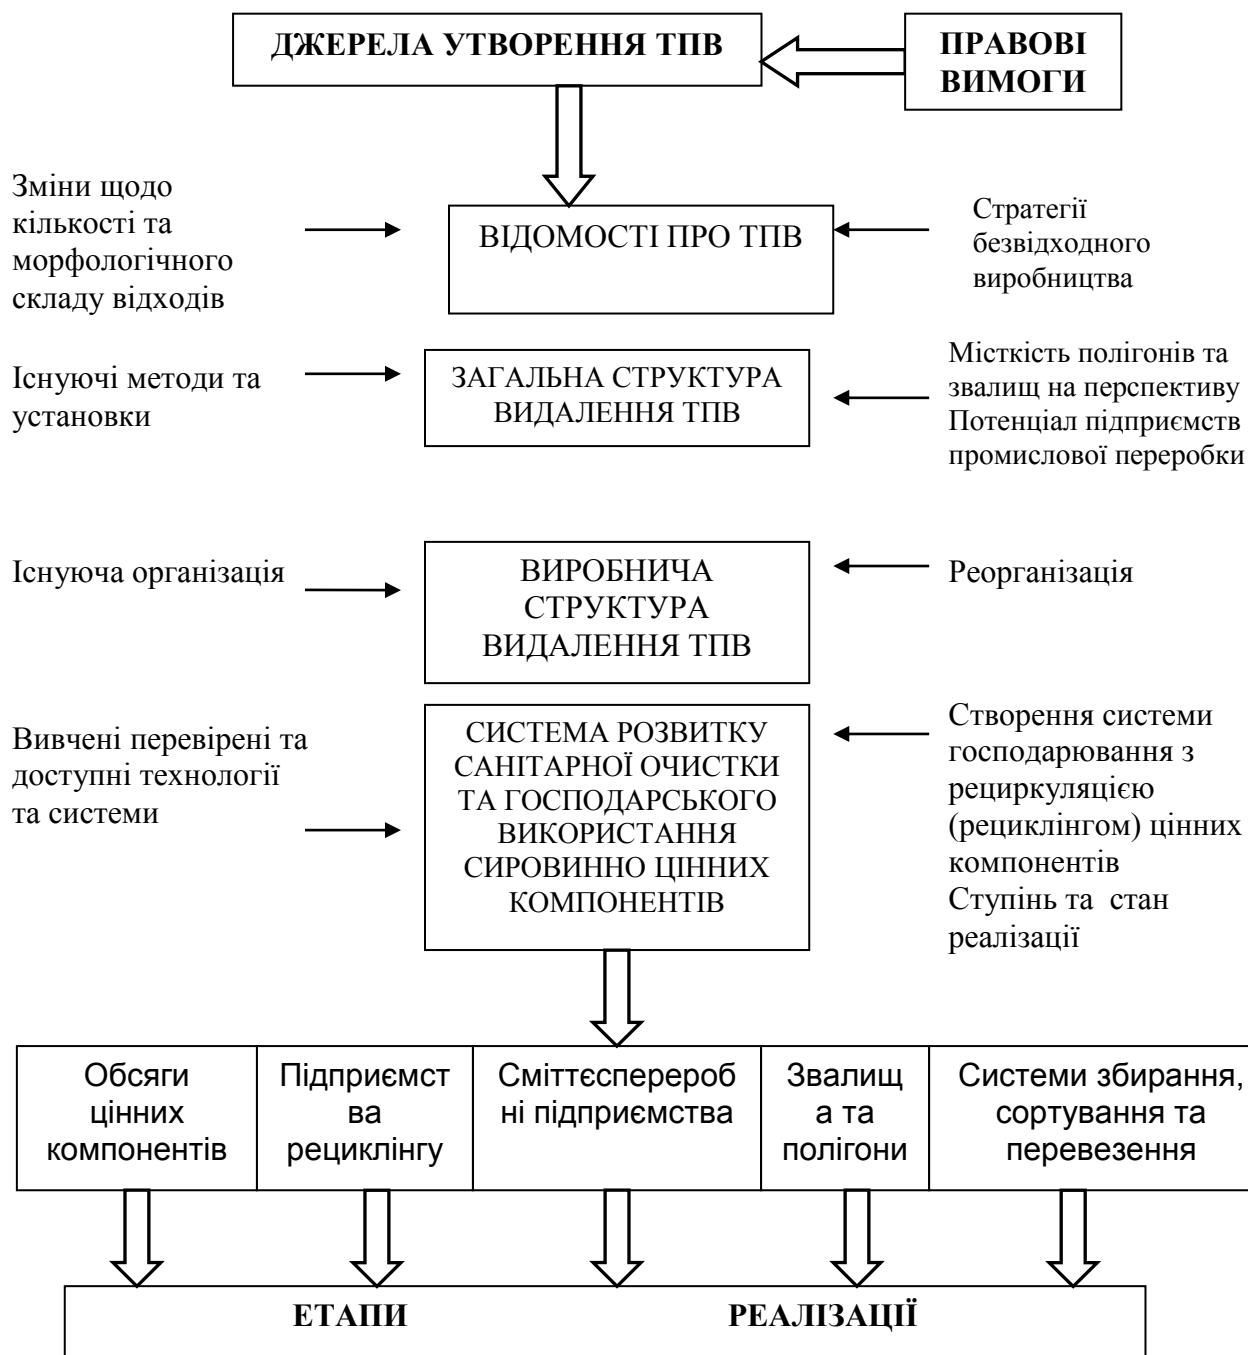 ДЖЕРЕЛА УТВОРЕННЯ ТПВ
ПРАВОВІ
ВИМОГИ
Зміни щодо
кількості та
морфологічного
складу відходів
ВІДОМОСТІ ПРО ТПВ
Стратегії
безвідходного
виробництва
Існуючі методи та
установки
ЗАГАЛЬНА СТРУКТУРА
ВИДАЛЕННЯ ТПВ
Місткість полігонів та
звалищ на перспективу
Потенціал підприємств
промислової переробки
Існуюча організація
ВИРОБНИЧА
СТРУКТУРА
ВИДАЛЕННЯ ТПВ
Реорганізація
Вивчені перевірені та
доступні технології
та системи
СИСТЕМА РОЗВИТКУ
САНІТАРНОЇ ОЧИСТКИ
ТА ГОСПОДАРСЬКОГО
ВИКОРИСТАННЯ
СИРОВИННО ЦІННИХ
КОМПОНЕНТІВ
Створення системи
господарювання з
рециркуляцією
(рециклінгом) цінних
компонентів
Ступінь та  стан
реалізації
Обсяги
цінних
компонентів
Підприємст
ва
рециклінгу
Сміттєсперероб
ні підприємства
Звалищ
а та
полігони
Системи збирання,
сортування та
перевезення
ЕТАПИ РЕАЛІЗАЦІЇ